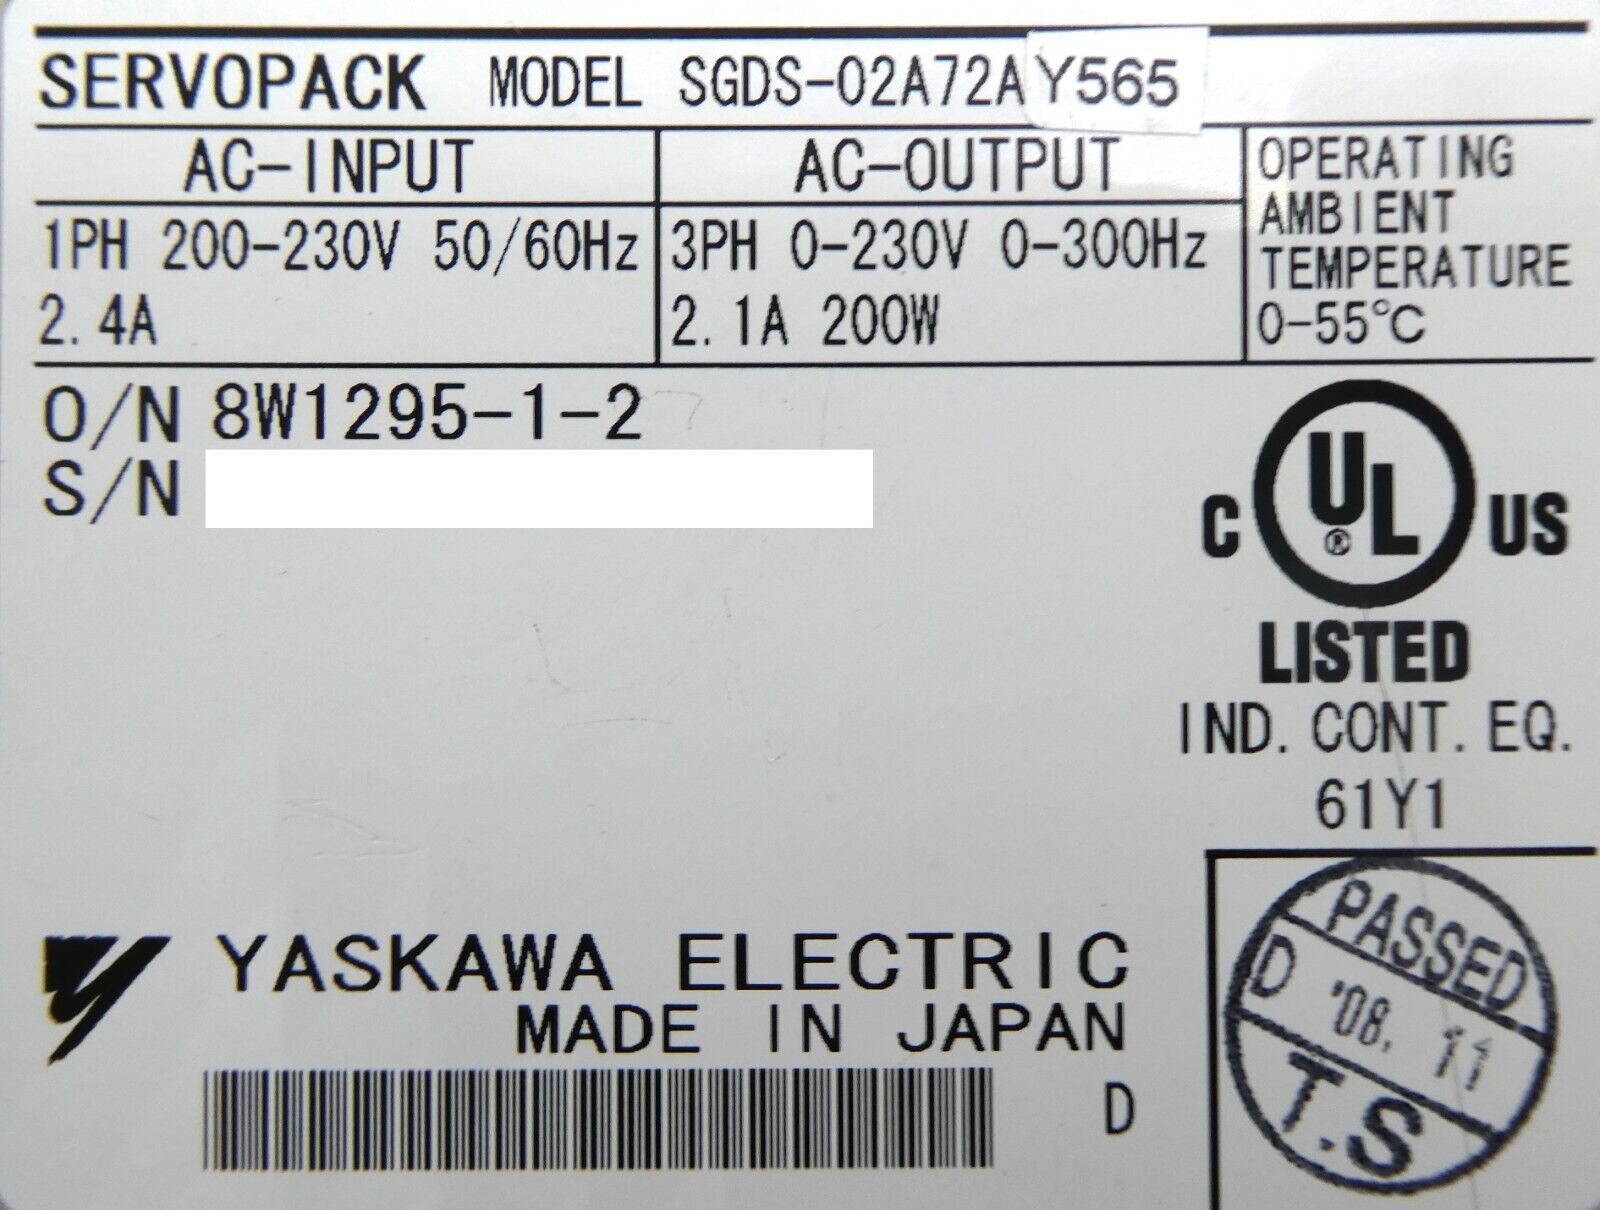 SERVOPACK MODEL SGDS-02A72AY565
AC-INPUT
1PH 200-230V 50/60Hz
2.4A
AC-OUTPUT
3PH 0-230V 0-300Hz
2.1A 200W
OPERATING
AMBIENT
TEMPERATURE
0-55°C
O/N 8W1295-1-2
S/N
C UL® US
LISTED
IND. CONT. EQ.
61Y1
YASKAWA ELECTRIC
MADE IN JAPAN
D
PASSED
D '08. 11
T.S